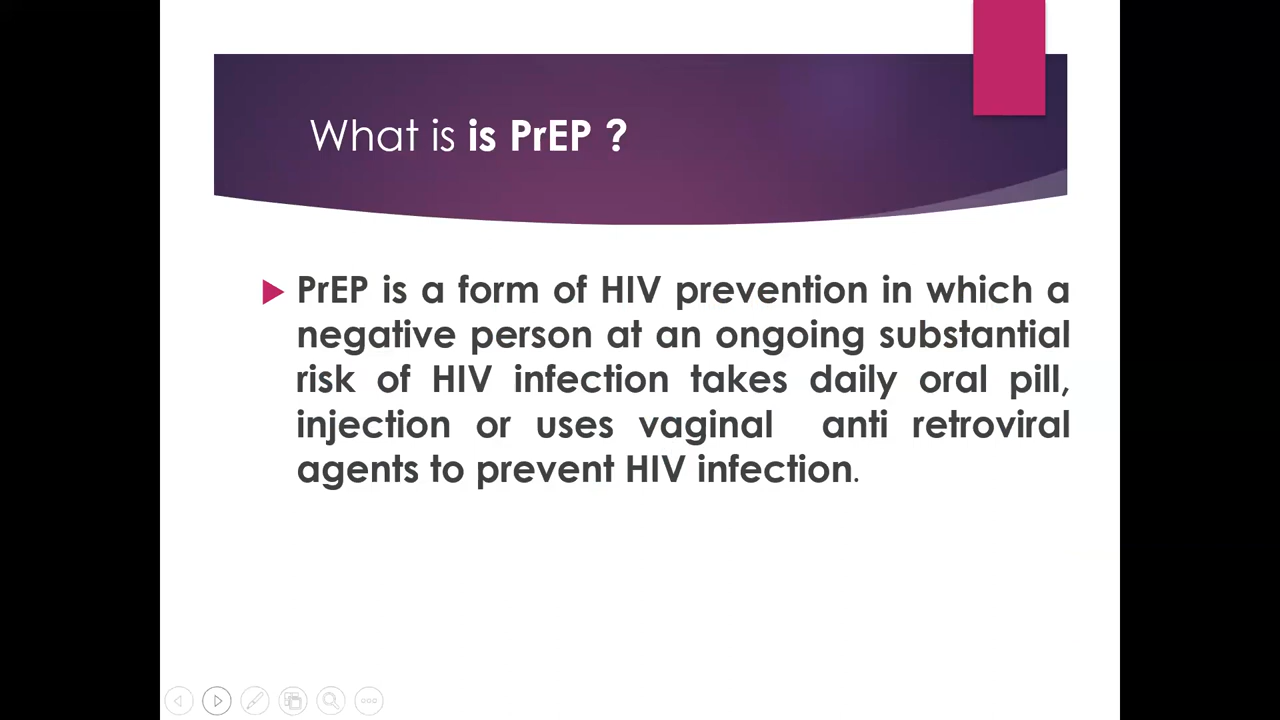 What is is PrEP ?
PrEP is a form of HIV prevention in which a
negative person at an ongoing substantial
risk of HIV infection takes daily oral pill,
injection or uses vaginal anti retroviral
agents to prevent HIV infection.